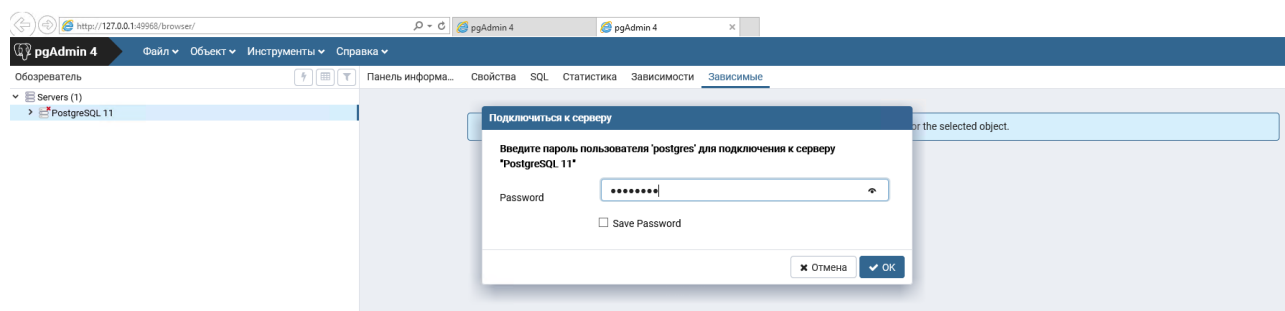 http://127.0.0.1:49968/browser/
pgAdmin 4
pgAdmin 4
pgAdmin 4
Файл Объект Инструменты Справка
Обозреватель
Панель информа... Свойства SQL Статистика Зависимости Зависимые
Servers (1)
PostgreSQL 11
Подключиться к серверу
or the selected object.
Введите пароль пользователя 'postgres' для подключения к серверу
"PostgreSQL 11"
Password
Save Password
Отмена
OK